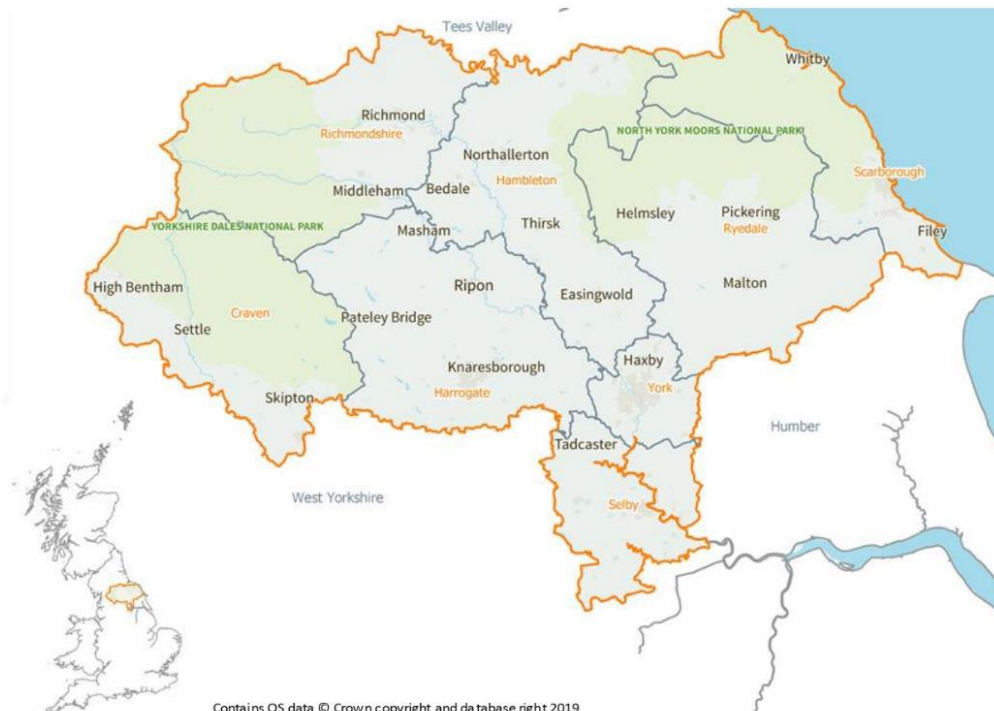 Tees Valley
Whitby
Richmond
Richmondshire
NORTH YORK MOORS NATIONAL PARK
Northallerton
Hambleton
Scarborough
Middleham
Bedale
Helmsley
Pickering
Ryedale
YORKSHIRE DALES NATIONAL PARK
Masham
Thirsk
Filey
High Bentham
Ripon
Easingwold
Malton
Craven
Settle
Pateley Bridge
Knaresborough
Haxby
Skipton
Harrogate
York
Tadcaster
Humber
West Yorkshire
Selby
Contains OS data © Crown copyright and database right 2019